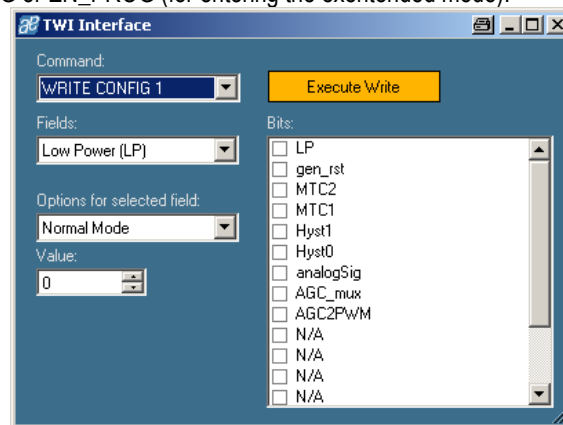 TWI Interface
Command:
WRITE CONFIG 1
Execute Write
Fields:
Low Power (LP)
Options for selected field:
Normal Mode
Value:
0
Bits:
LP
gen_rst
MTC2
MTC1
Hyst1
Hyst0
analogSig
AGC_mux
AGC2PWM
N/A
N/A
N/A
N/A